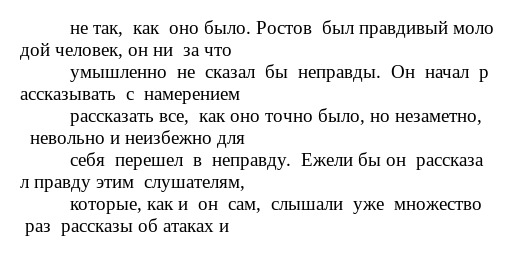 не так, как оно было. Ростов был правдивый моло
дой человек, он ни за что
умышленно не сказал бы неправды. Он начал р
ассказывать с намерением
рассказать все, как оно точно было, но незаметно,
невольно и неизбежно для
себя перешел в неправду. Ежели бы он рассказа
л правду этим слушателям,
которые, как и он сам, слышали уже множество
раз рассказы об атаках и